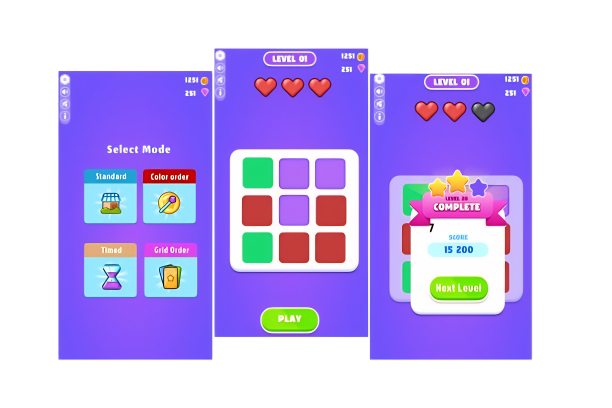 1251
251
Select Mode
Standard
Color order
Timed
Grid Order
LEVEL 01
1251
251
PLAY
LEVEL 01
1251
251
LEVEL 20
COMPLETE
7
SCORE
15 200
Next Level